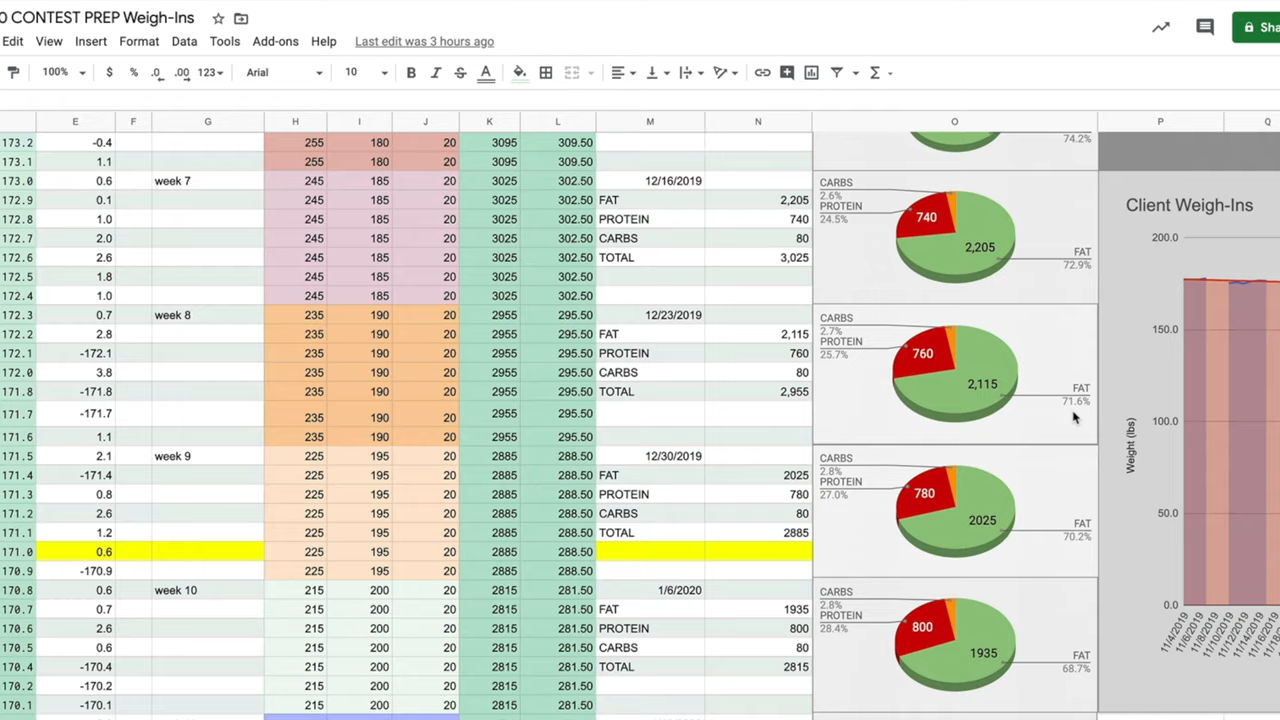 0 CONTEST PREP Weigh-Ins
Edit View Insert Format Data Tools Add-ons Help Last edit was 3 hours ago
Sha
100% $ % .0 .00 123 Arial 10 B I S A Σ
E F G H I J K L M N O P Q
173.2 -0.4 255 180 20 3095 309.50
173.1 1.1 255 180 20 3095 309.50
173.0 0.6 week 7 245 185 20 3025 302.50 12/16/2019
172.9 0.1 245 185 20 3025 302.50 FAT 2,205
172.8 1.0 245 185 20 3025 302.50 PROTEIN 740
172.7 2.0 245 185 20 3025 302.50 CARBS 80
172.6 2.6 245 185 20 3025 302.50 TOTAL 3,025
172.5 1.8 245 185 20 3025 302.50
172.4 1.0 245 185 20 3025 302.50
172.3 0.7 week 8 235 190 20 2955 295.50 12/23/2019
172.2 2.8 235 190 20 2955 295.50 FAT 2,115
172.1 -172.1 235 190 20 2955 295.50 PROTEIN 760
172.0 3.8 235 190 20 2955 295.50 CARBS 80
171.8 -171.8 235 190 20 2955 295.50 TOTAL 2,955
171.7 -171.7 235 190 20 2955 295.50
171.6 1.1 235 190 20 2955 295.50
171.5 2.1 week 9 225 195 20 2885 288.50 12/30/2019
171.4 -171.4 225 195 20 2885 288.50 FAT 2025
171.3 0.8 225 195 20 2885 288.50 PROTEIN 780
171.2 2.6 225 195 20 2885 288.50 CARBS 80
171.1 1.2 225 195 20 2885 288.50 TOTAL 2885
171.0 0.6 225 195 20 2885 288.50
170.9 -170.9 225 195 20 2885 288.50
170.8 0.6 week 10 215 200 20 2815 281.50 1/6/2020
170.7 0.7 215 200 20 2815 281.50 FAT 1935
170.6 2.6 215 200 20 2815 281.50 PROTEIN 800
170.5 0.6 215 200 20 2815 281.50 CARBS 80
170.4 -170.4 215 200 20 2815 281.50 TOTAL 2815
170.2 -170.2 215 200 20 2815 281.50
170.1 -170.1 215 200 20 2815 281.50
74.2%
CARBS
2.6%
PROTEIN
24.5%
740
2,205
FAT
72.9%
CARBS
2.7%
PROTEIN
25.7%
760
2,115
FAT
71.6%
CARBS
2.8%
PROTEIN
27.0%
780
2025
FAT
70.2%
CARBS
2.8%
PROTEIN
28.4%
800
1935
FAT
68.7%
Client Weigh-Ins
Weight (lbs)
200.0
150.0
100.0
50.0
0.0
11/4/2019
11/6/2019
11/8/2019
11/10/2019
11/12/2019
11/14/2019
11/16/2019